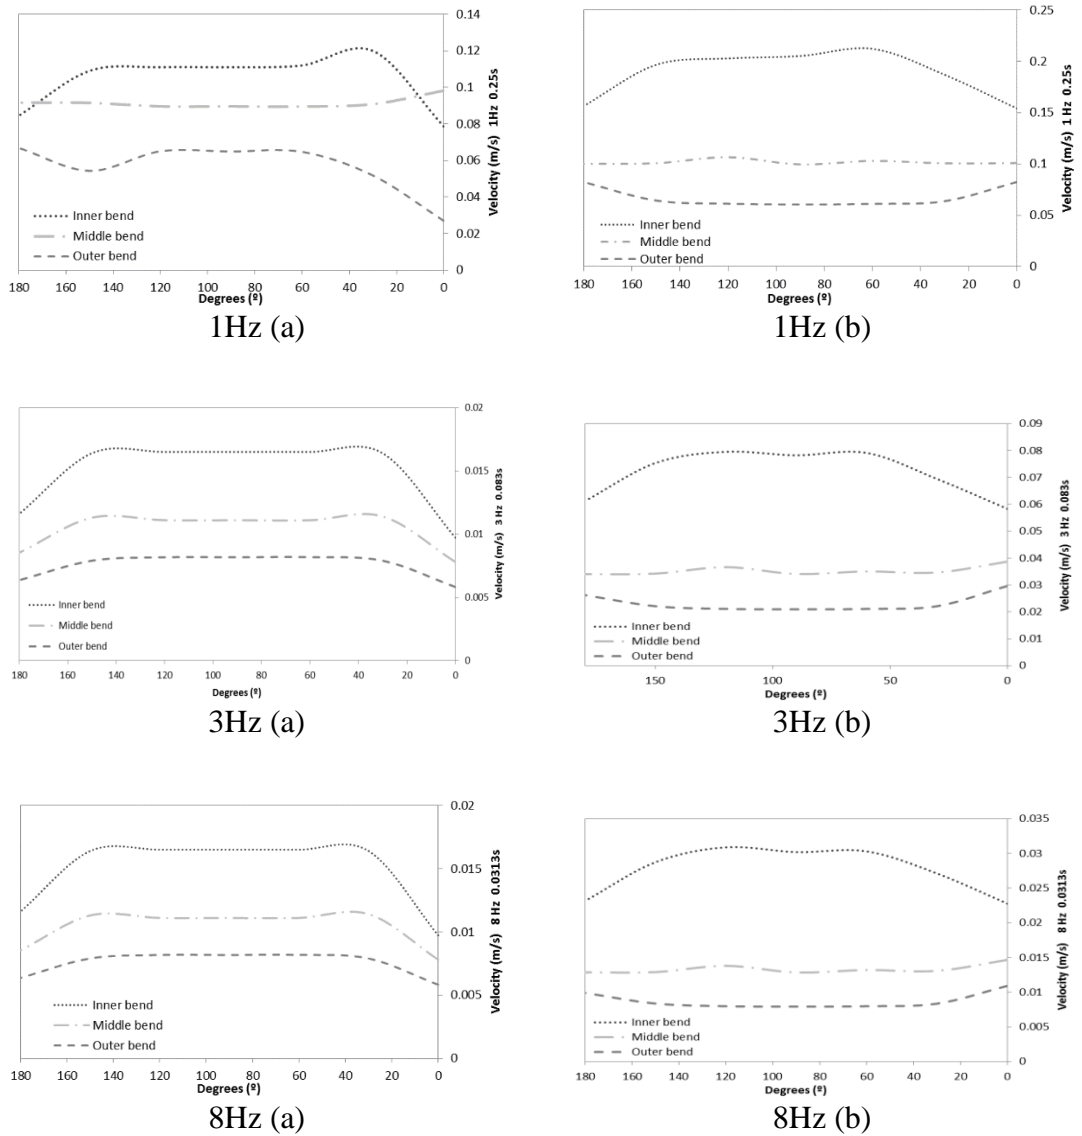 0.14
0.12
0.1
0.08
0.06
0.04
0.02
0
Velocity (m/s)  1Hz  0.25s
Inner bend
Middle bend
Outer bend
180 160 140 120 100 80 60 40 20 0
Degrees (º)
1Hz (a)
0.25
0.2
0.15
0.1
0.05
0
Velocity (m/s)  1 Hz  0.25s
Inner bend
Middle bend
Outer bend
180 160 140 120 100 80 60 40 20 0
Degrees (º)
1Hz (b)
0.02
0.015
0.01
0.005
0
Velocity (m/s)  3 Hz  0.083s
Inner bend
Middle bend
Outer bend
180 160 140 120 100 80 60 40 20 0
Degrees (º)
3Hz (a)
0.09
0.08
0.07
0.06
0.05
0.04
0.03
0.02
0.01
0
Velocity (m/s)  3 Hz  0.083s
Inner bend
Middle bend
Outer bend
150 100 50 0
Degrees (º)
3Hz (b)
0.02
0.015
0.01
0.005
0
Velocity (m/s)  8 Hz  0.0313s
Inner bend
Middle bend
Outer bend
180 160 140 120 100 80 60 40 20 0
Degrees (º)
8Hz (a)
0.035
0.03
0.025
0.02
0.015
0.01
0.005
0
Velocity (m/s)  8 Hz  0.0313s
Inner bend
Middle bend
Outer bend
180 160 140 120 100 80 60 40 20 0
Degrees (º)
8Hz (b)